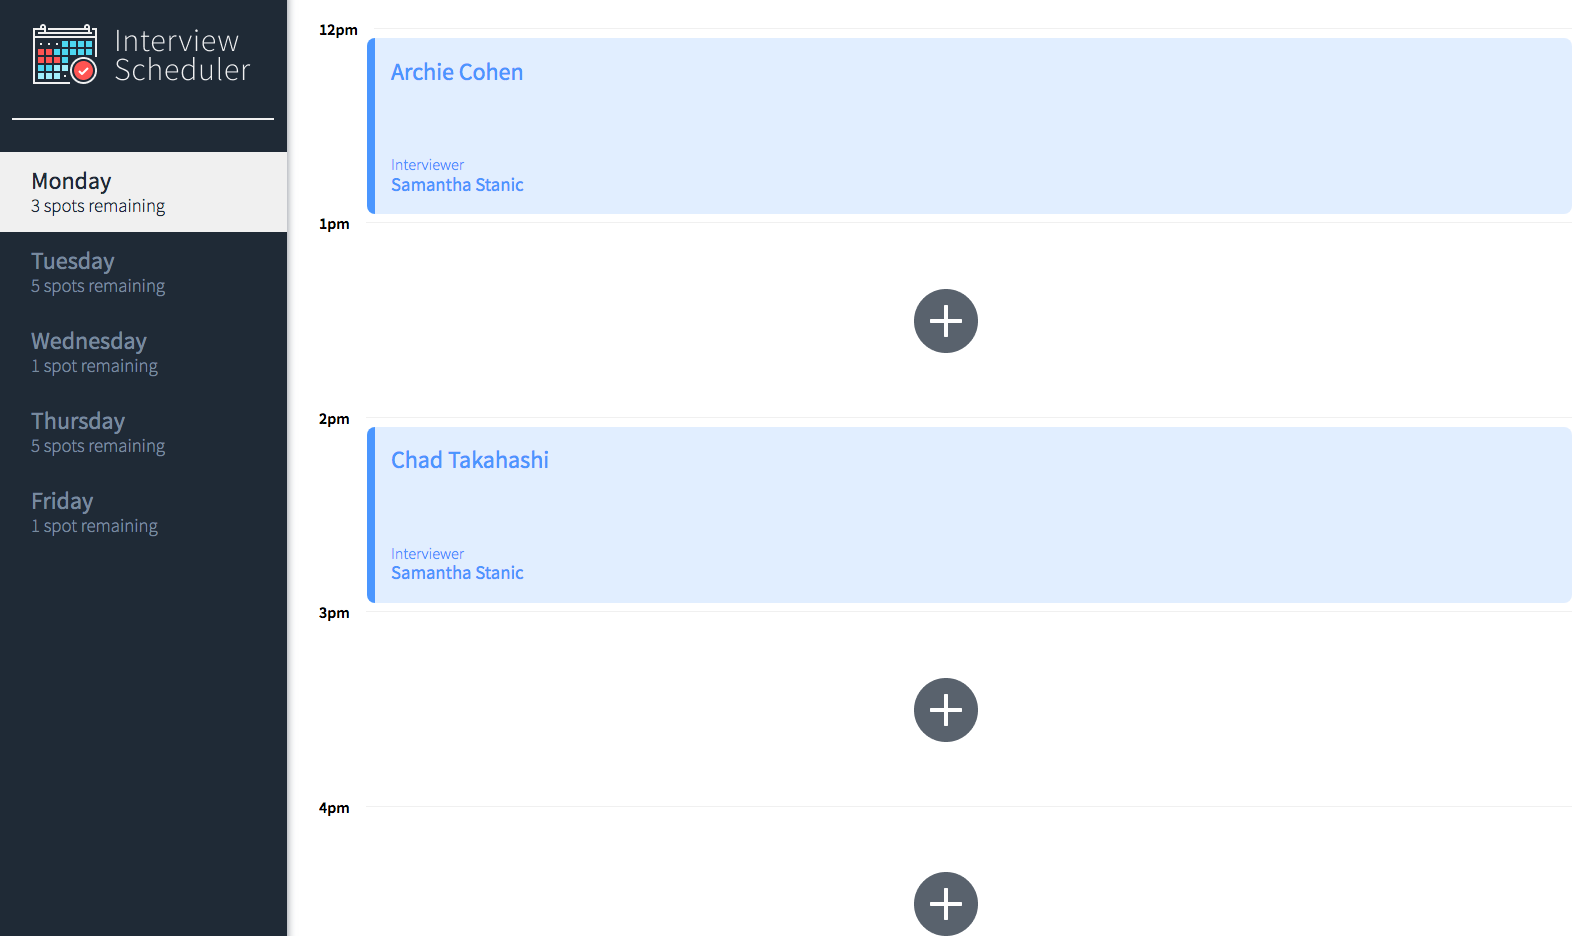 Interview
Scheduler
Monday
3 spots remaining
Tuesday
5 spots remaining
Wednesday
1 spot remaining
Thursday
5 spots remaining
Friday
1 spot remaining
12pm
Archie Cohen
Interviewer
Samantha Stanic
1pm
2pm
Chad Takahashi
Interviewer
Samantha Stanic
3pm
4pm